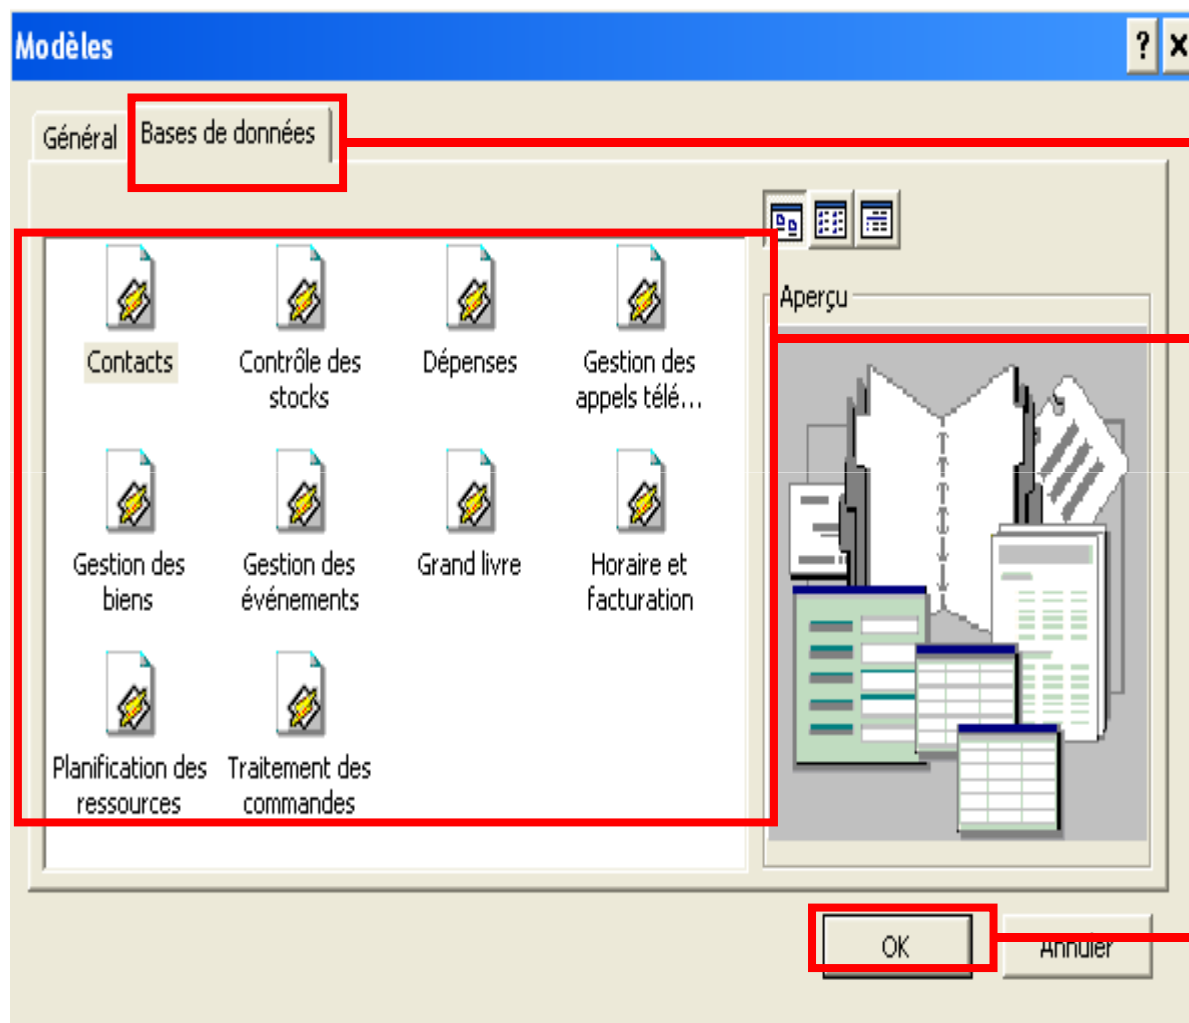 Modèles
Général
Bases de données
Aperçu
Contacts
Contrôle des
stocks
Dépenses
Gestion des
appels télé...
Gestion des
biens
Gestion des
événements
Grand livre
Horaire et
facturation
Planification des
ressources
Traitement des
commandes
OK
Annuler